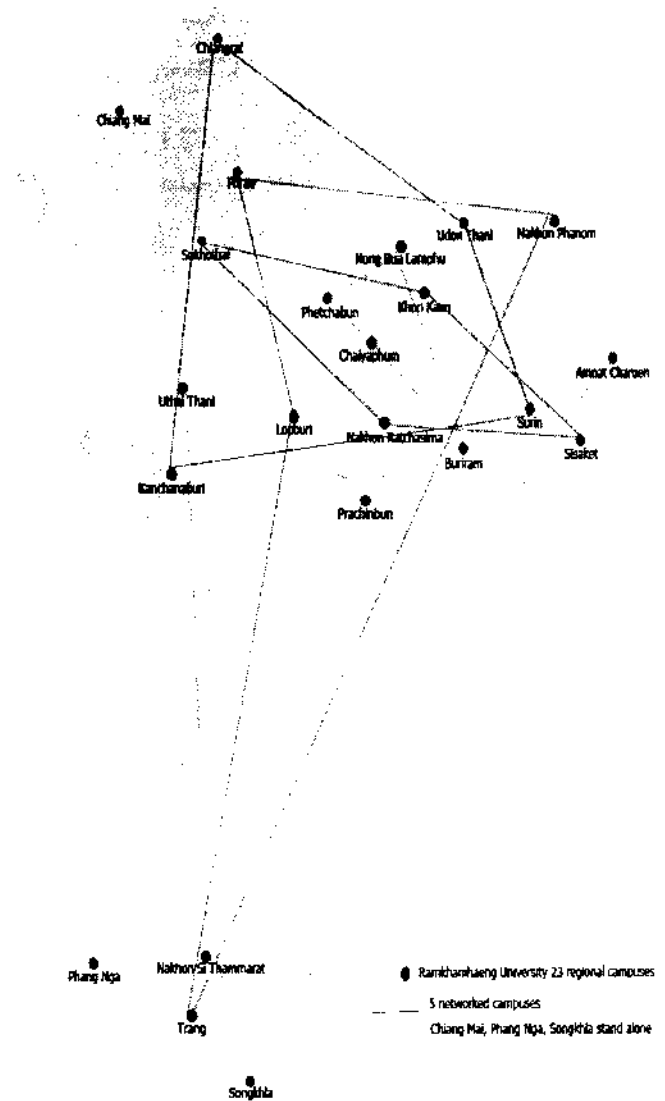 Chiangrai
Chiang Mai
Phrae
Udon Thani
Nakhon Phanom
Sukhothai
Nong Bua Lamphu
Khon Kaen
Phetchabun
Chaiyaphum
Amnat Charoen
Uthai Thani
Lopburi
Nakhon Ratchasima
Surin
Sisaket
Buriram
Kanchanaburi
Prachinburi
Phang Nga
Nakhon Si Thammarat
Ramkhamhaeng University 23 regional campuses
5 networked campuses
Trang
Chiang Mai, Phang Nga, Songkhla stand alone
Songkhla